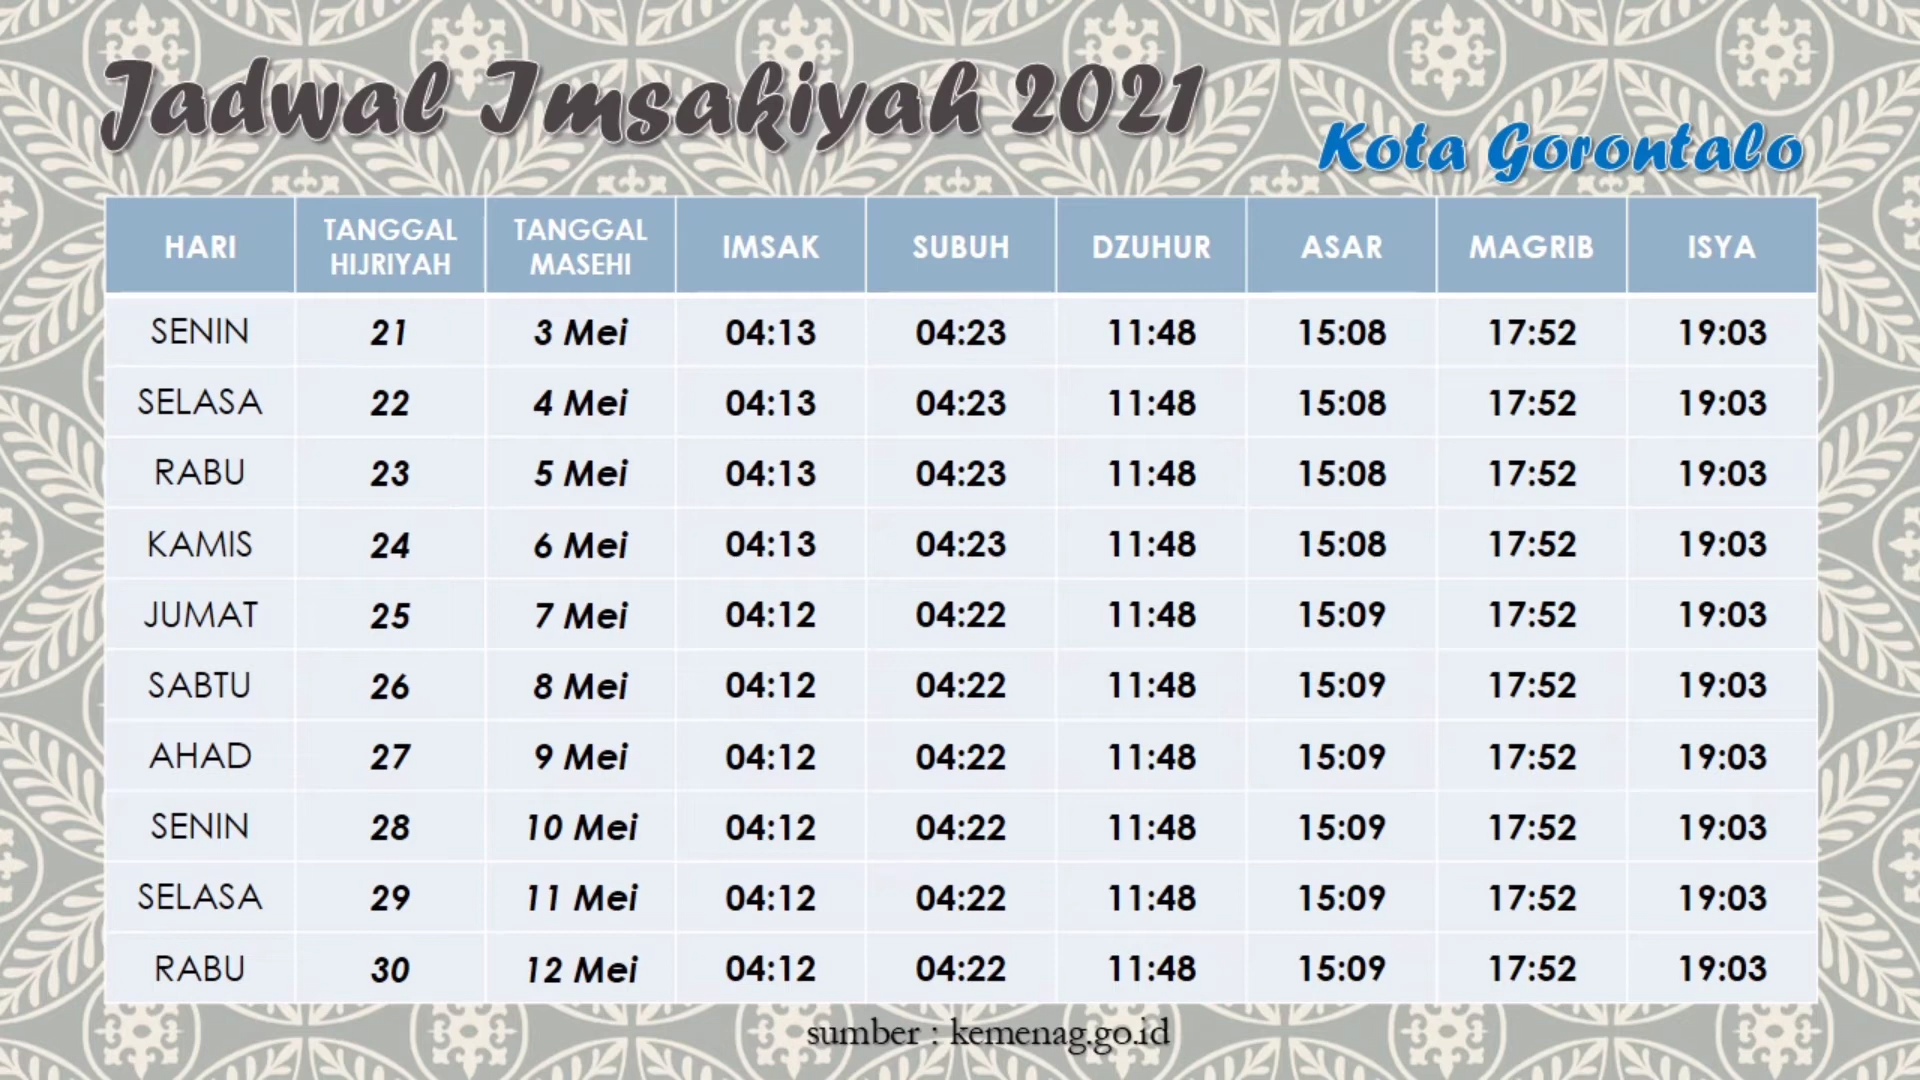 Jadwal Imsakiyah 2021
Kota Gorontalo
HARI TANGGAL HIJRIYAH TANGGAL MASEHI IMSAK SUBUH DZUHUR ASAR MAGRIB ISYA
SENIN 21 3 Mei 04:13 04:23 11:48 15:08 17:52 19:03
SELASA 22 4 Mei 04:13 04:23 11:48 15:08 17:52 19:03
RABU 23 5 Mei 04:13 04:23 11:48 15:08 17:52 19:03
KAMIS 24 6 Mei 04:13 04:23 11:48 15:08 17:52 19:03
JUMAT 25 7 Mei 04:12 04:22 11:48 15:09 17:52 19:03
SABTU 26 8 Mei 04:12 04:22 11:48 15:09 17:52 19:03
AHAD 27 9 Mei 04:12 04:22 11:48 15:09 17:52 19:03
SENIN 28 10 Mei 04:12 04:22 11:48 15:09 17:52 19:03
SELASA 29 11 Mei 04:12 04:22 11:48 15:09 17:52 19:03
RABU 30 12 Mei 04:12 04:22 11:48 15:09 17:52 19:03
sumber : kemenag.go.id